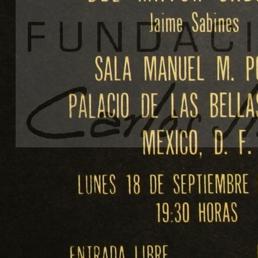 Jaime Sabines
FUNDACI
SALA MANUEL M. P
PALACIO DE LAS BELLAS
MEXICO, D. F.
LUNES 18 DE SEPTIEMBRE
19:30 HORAS
ENTRADA LIBRE